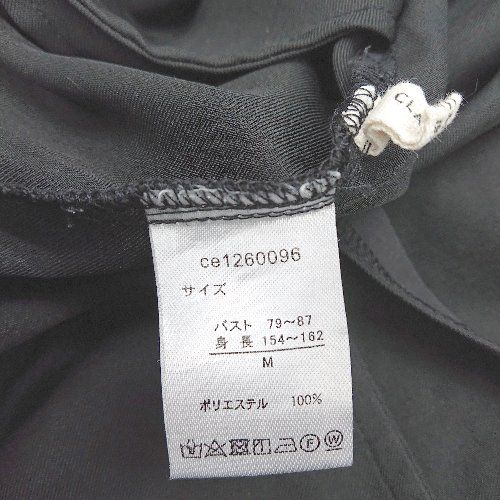 CLA
ce1260096
サイズ
バスト 79～87
身長 154～162
M
ポリエステル 100%
F W